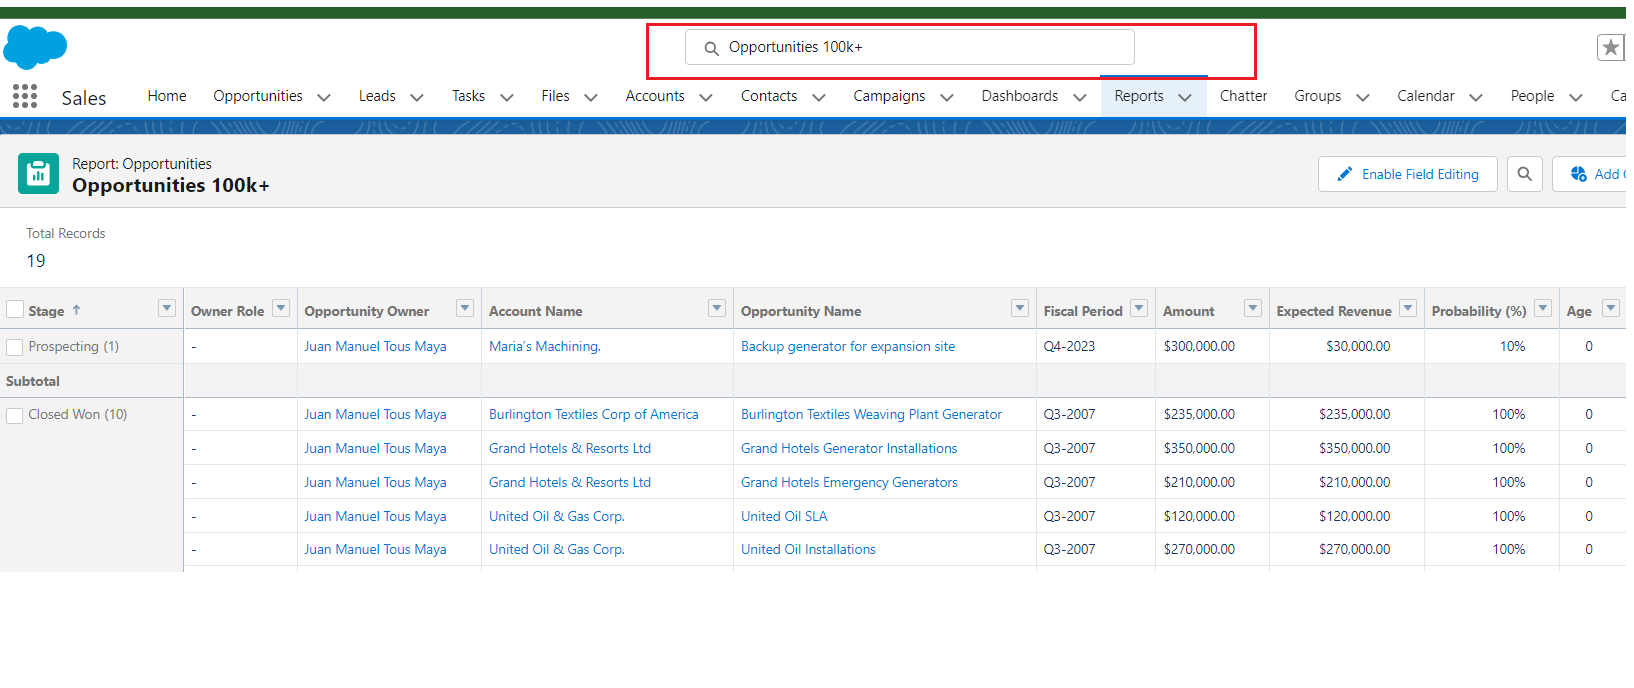 Opportunities 100k+
Sales Home Opportunities Leads Tasks Files Accounts Contacts Campaigns Dashboards Reports Chatter Groups Calendar People Ca
Report: Opportunities
Opportunities 100k+
Enable Field Editing Add
Total Records
19
Stage ↑ Owner Role Opportunity Owner Account Name Opportunity Name Fiscal Period Amount Expected Revenue Probability (%) Age
Prospecting (1) - Juan Manuel Tous Maya Maria's Machining. Backup generator for expansion site Q4-2023 $300,000.00 $30,000.00 10% 0
Subtotal
Closed Won (10) - Juan Manuel Tous Maya Burlington Textiles Corp of America Burlington Textiles Weaving Plant Generator Q3-2007 $235,000.00 $235,000.00 100% 0
- Juan Manuel Tous Maya Grand Hotels & Resorts Ltd Grand Hotels Generator Installations Q3-2007 $350,000.00 $350,000.00 100% 0
- Juan Manuel Tous Maya Grand Hotels & Resorts Ltd Grand Hotels Emergency Generators Q3-2007 $210,000.00 $210,000.00 100% 0
- Juan Manuel Tous Maya United Oil & Gas Corp. United Oil SLA Q3-2007 $120,000.00 $120,000.00 100% 0
- Juan Manuel Tous Maya United Oil & Gas Corp. United Oil Installations Q3-2007 $270,000.00 $270,000.00 100% 0